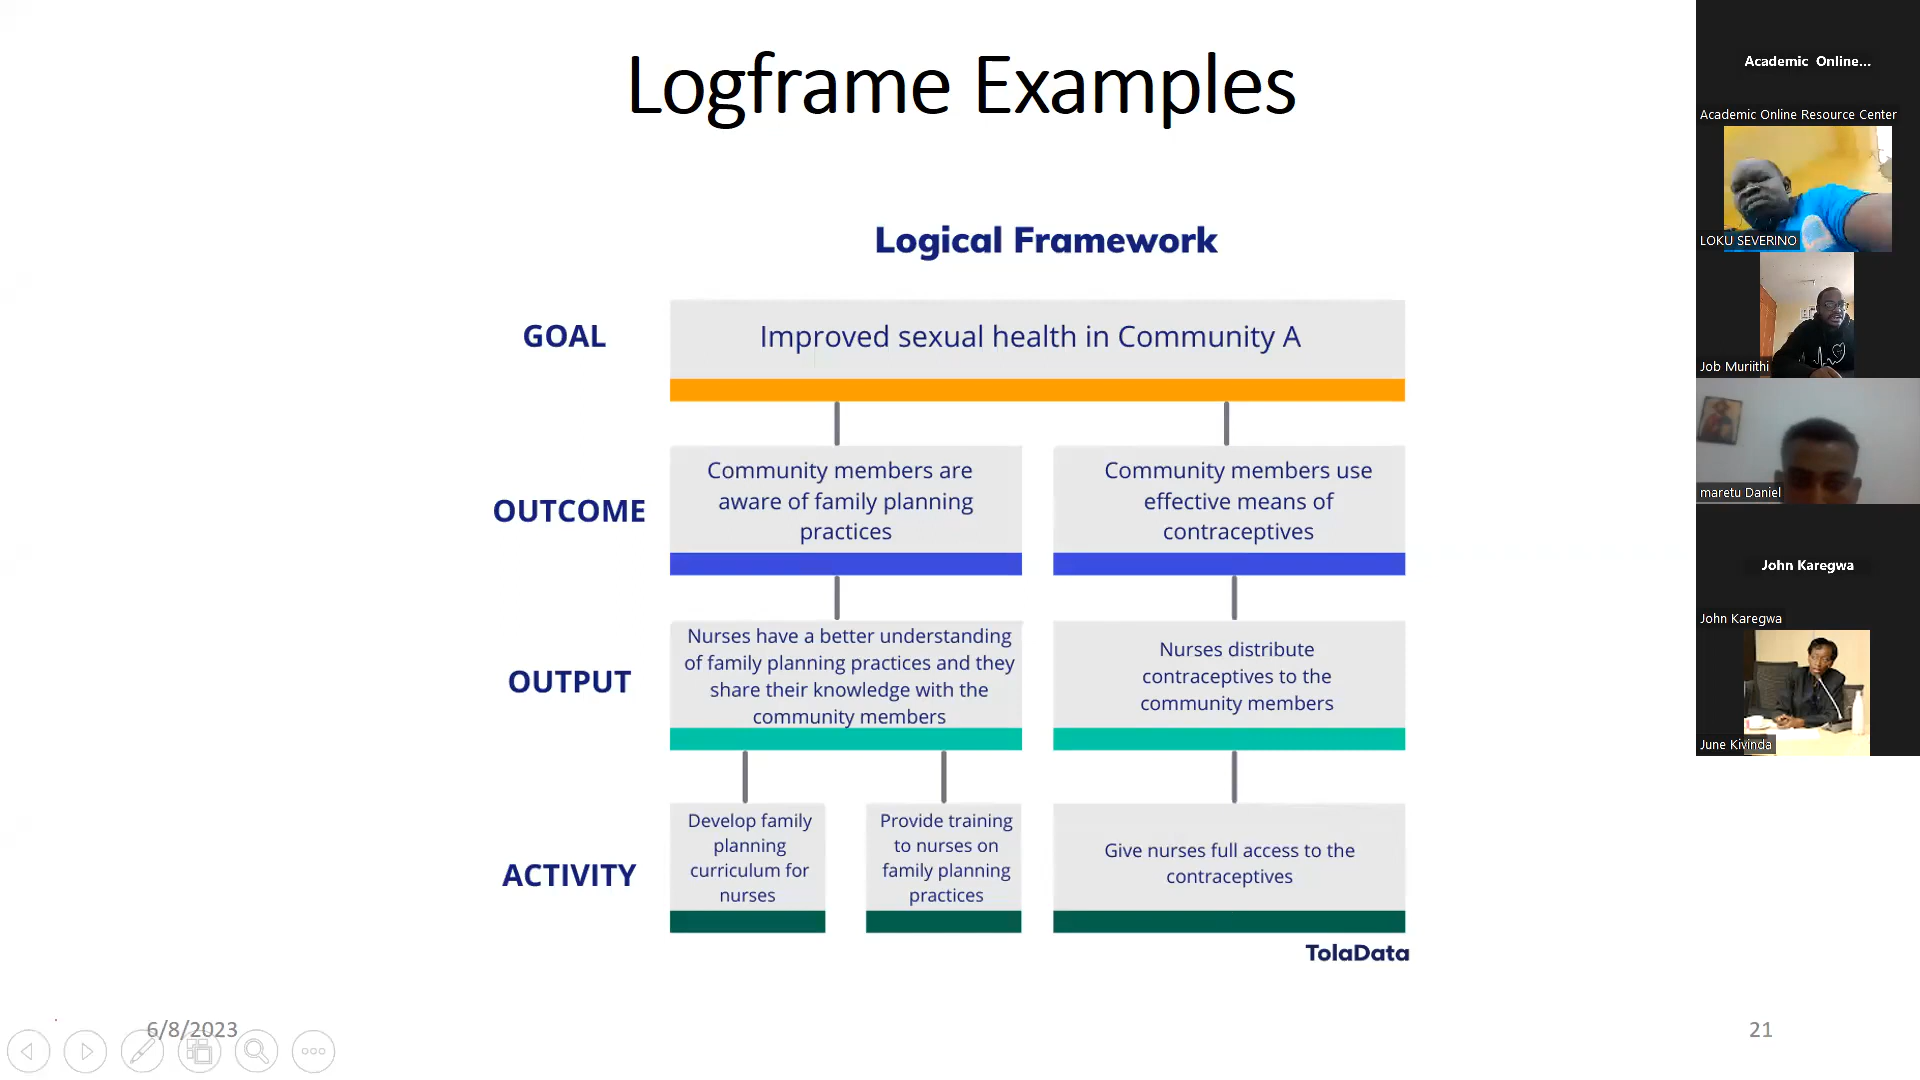 Logframe Examples
Logical Framework
GOAL
Improved sexual health in Community A
OUTCOME
Community members are
aware of family planning
practices
Community members use
effective means of
contraceptives
OUTPUT
Nurses have a better understanding
of family planning practices and they
share their knowledge with the
community members
Nurses distribute
contraceptives to the
community members
ACTIVITY
Develop family
planning
curriculum for
nurses
Provide training
to nurses on
family planning
practices
Give nurses full access to the
contraceptives
TolaData
6/8/2023
21
Academic Online...
Academic Online Resource Center
LOKU SEVERINO
Job Muriithi
maretu Daniel
John Karegwa
John Karegwa
June Kivinda